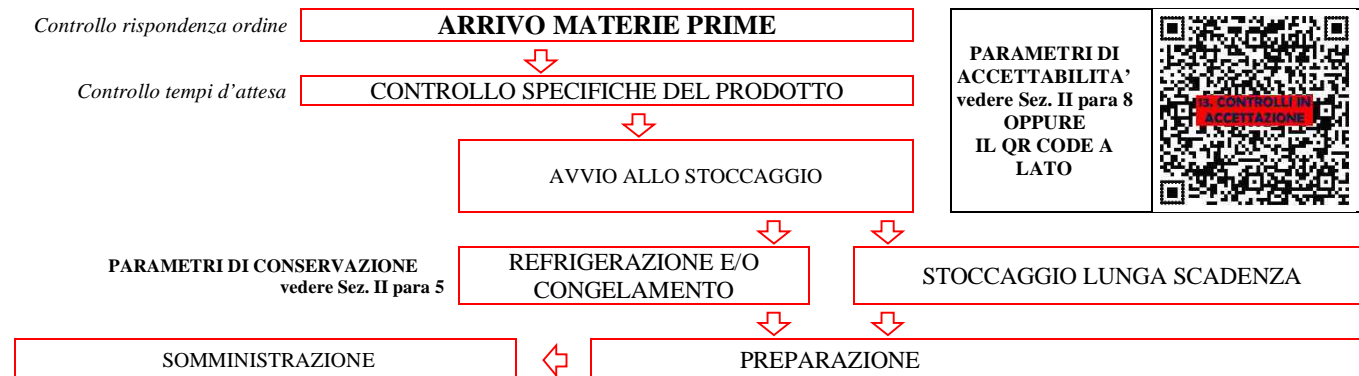 Controllo rispondenza ordine
ARRIVO MATERIE PRIME
Controllo tempi d'attesa
CONTROLLO SPECIFICHE DEL PRODOTTO
AVVIO ALLO STOCCAGGIO
PARAMETRI DI
ACCETTABILITA'
vedere Sez. II para 8
OPPURE
IL QR CODE A
LATO
13. CONTROLLI IN
ACCETTAZIONE
PARAMETRI DI CONSERVAZIONE
vedere Sez. II para 5
REFRIGERAZIONE E/O
CONGELAMENTO
STOCCAGGIO LUNGA SCADENZA
SOMMINISTRAZIONE
PREPARAZIONE